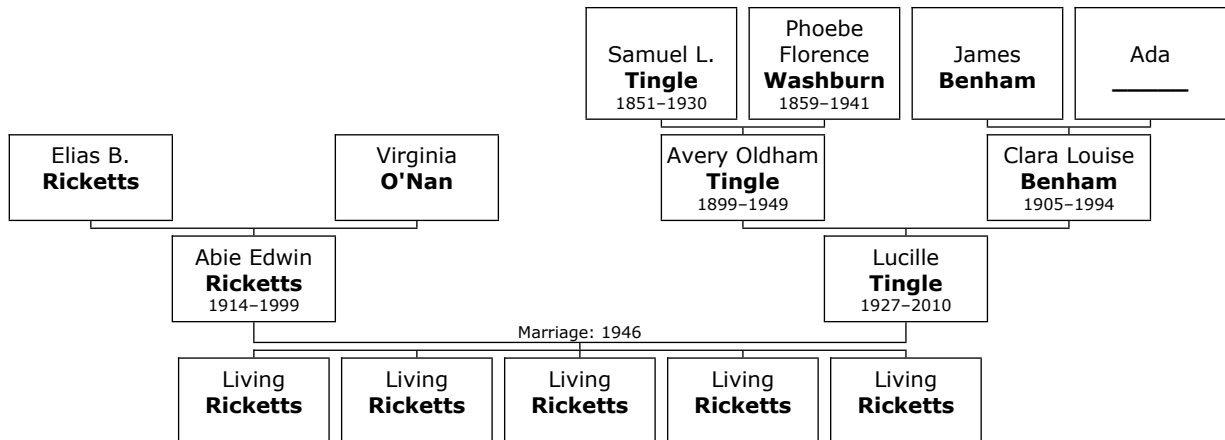 Samuel L.
Tingle
1851–1930
Phoebe
Florence
Washburn
1859–1941
James
Benham
Ada
______
Elias B.
Ricketts
Virginia
O'Nan
Avery Oldham
Tingle
1899–1949
Clara Louise
Benham
1905–1994
Abie Edwin
Ricketts
1914–1999
Lucille
Tingle
1927–2010
Marriage: 1946
Living
Ricketts
Living
Ricketts
Living
Ricketts
Living
Ricketts
Living
Ricketts